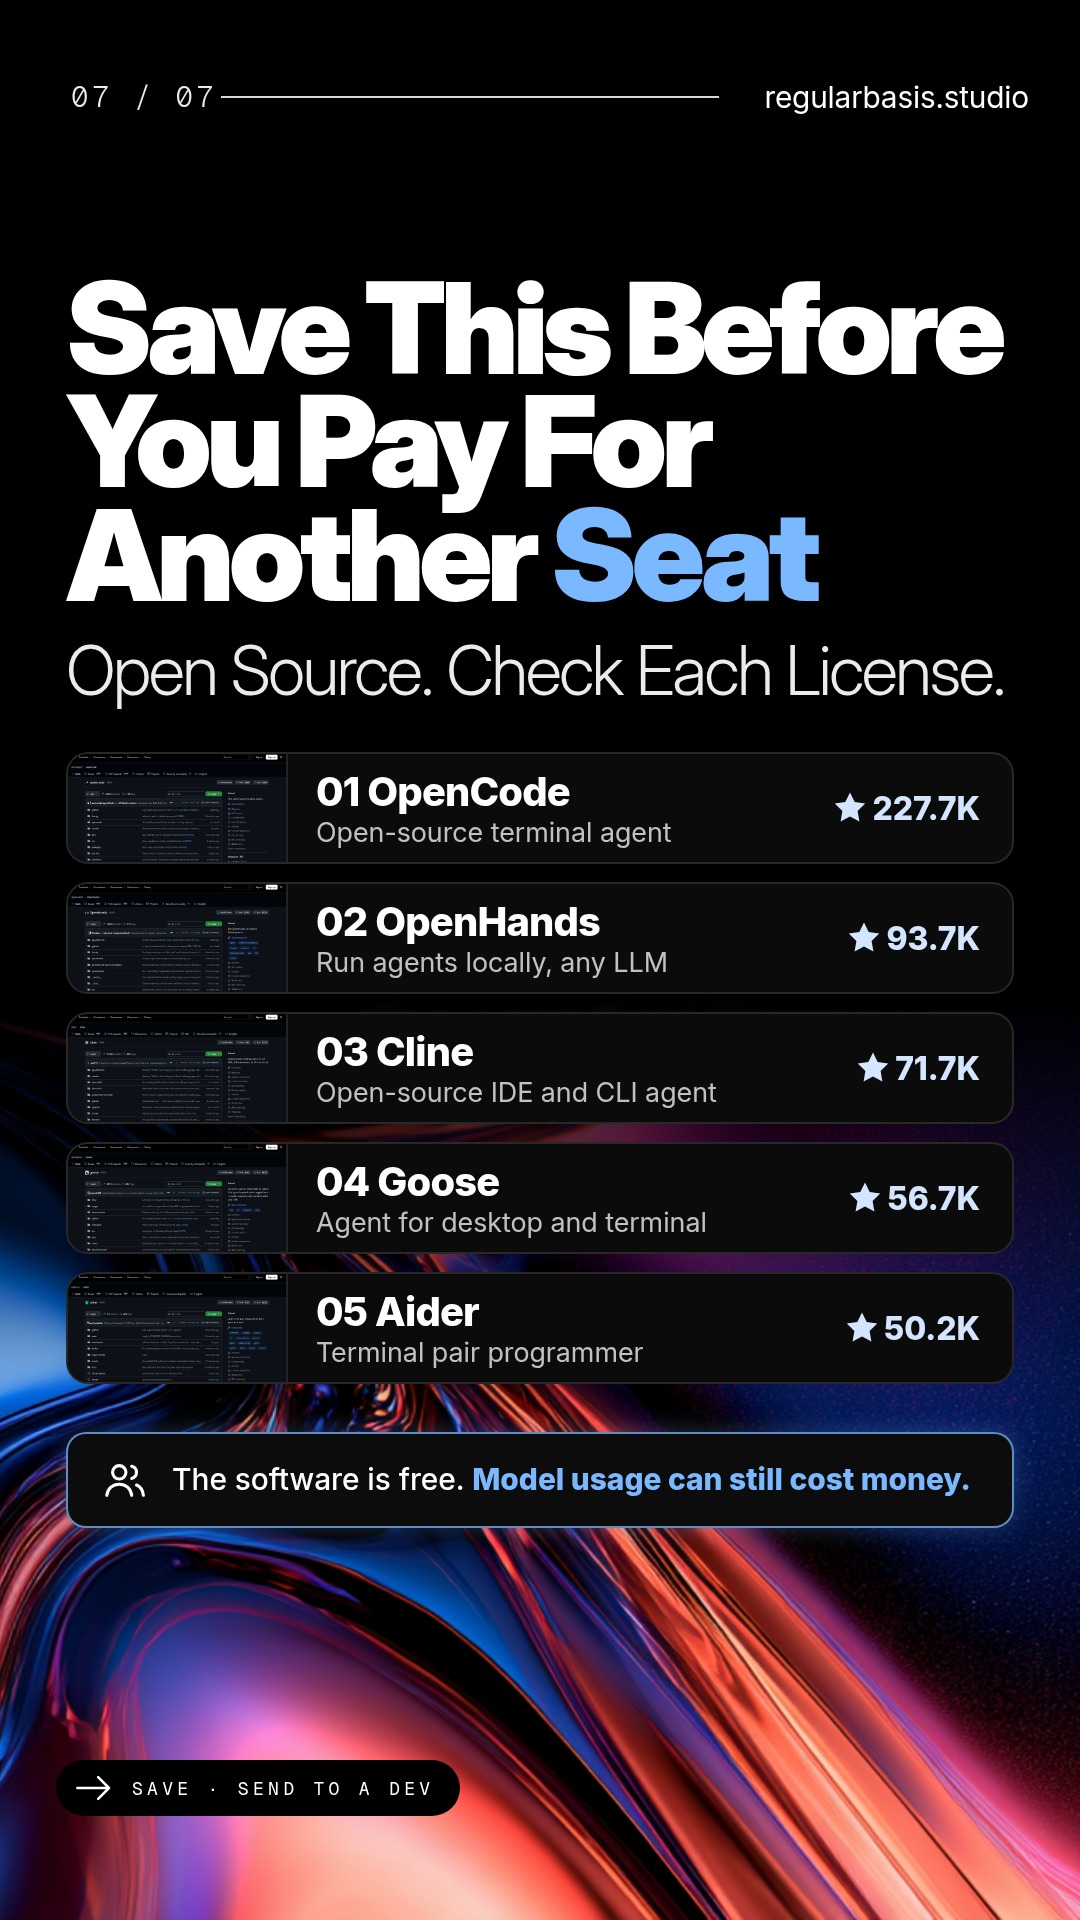 07 / 07
regularbasis.studio
Save This Before
You Pay For
Another Seat
Open Source. Check Each License.
01 OpenCode
Open-source terminal agent
227.7K
02 OpenHands
Run agents locally, any LLM
93.7K
03 Cline
Open-source IDE and CLI agent
71.7K
04 Goose
Agent for desktop and terminal
56.7K
05 Aider
Terminal pair programmer
50.2K
The software is free. Model usage can still cost money.
SAVE · SEND TO A DEV